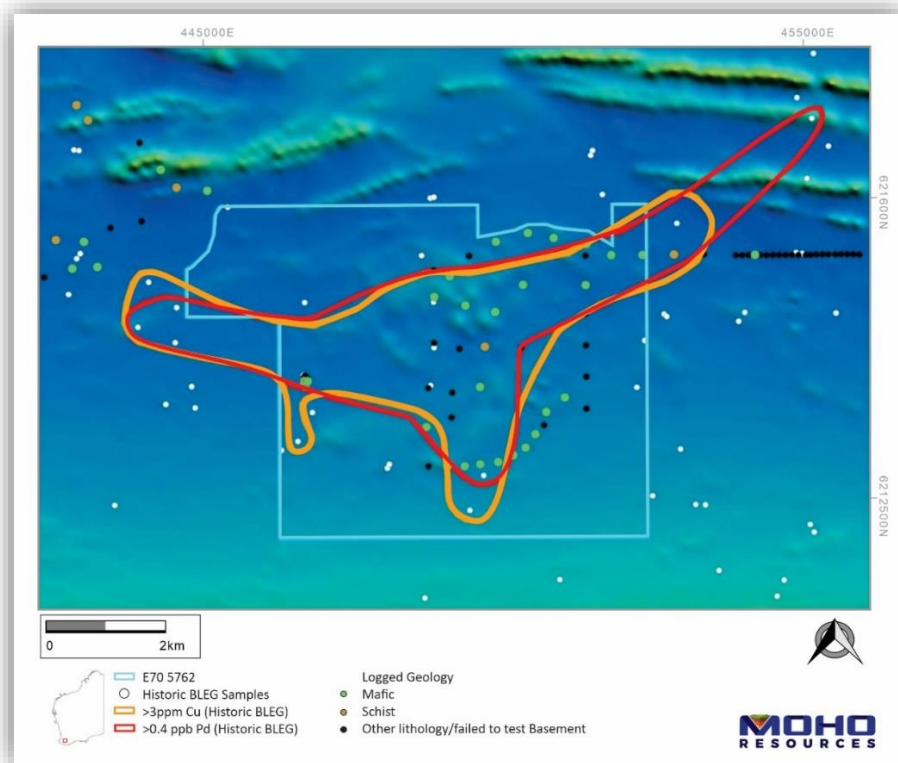 445000E
455000E
621600N
6212500N
0
2km
E70 5762
Historic BLEG Samples
>3ppm Cu (Historic BLEG)
>0.4 ppb Pd (Historic BLEG)
Logged Geology
Mafic
Schist
Other lithology/failed to test Basement
MOHO
RESOURCES